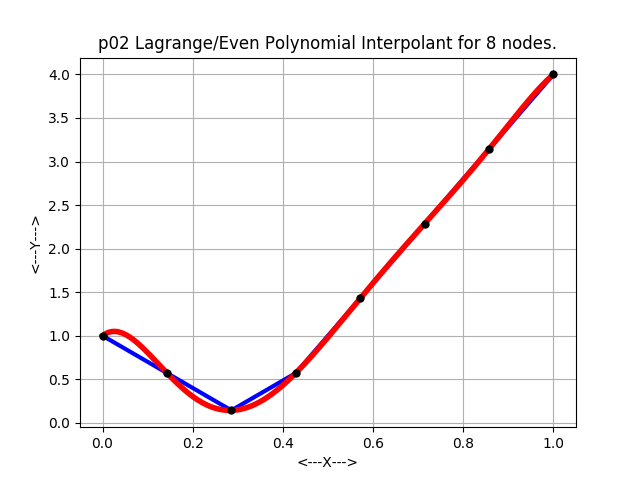 p02 Lagrange/Even Polynomial Interpolant for 8 nodes.
4.0
3.5
3.0
2.5
2.0
1.5
1.0
0.5
0.0
<---Y--->
0.0 0.2 0.4 0.6 0.8 1.0
<---X--->